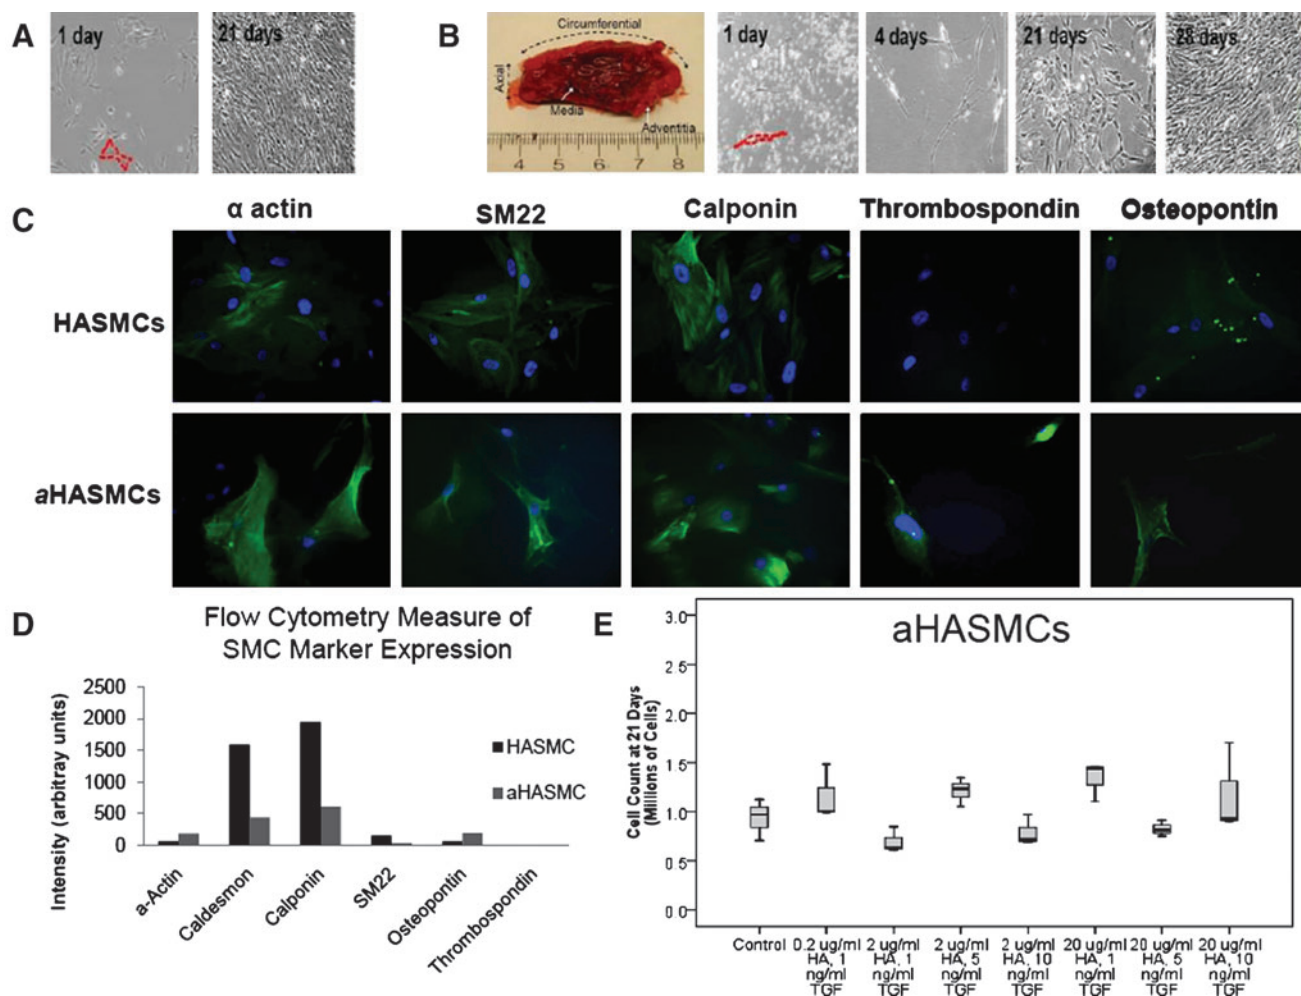 A
1 day
21 days
B
Circumferential
Axial
Media
Adventitia
4 5 6 7 8
1 day
4 days
21 days
28 days
C
α actin
SM22
Calponin
Thrombospondin
Osteopontin
HASMCs
aHASMCs
D
Flow Cytometry Measure of
SMC Marker Expression
Intensity (arbitray units)
2500
2000
1500
1000
500
0
HASMC
aHASMC
a-Actin
Caldesmon
Calponin
SM22
Osteopontin
Thrombospondin
E
aHASMCs
Cell Count at 21 Days
(Millions of Cells)
3.0
2.5
2.0
1.5
1.0
0.5
0.0
Control
0.2 ug/ml
HA, 1
ng/ml
TGF
2 ug/ml
HA, 1
ng/ml
TGF
2 ug/ml
HA, 5
ng/ml
TGF
2 ug/ml
HA, 10
ng/ml
TGF
20 ug/ml
HA, 1
ng/ml
TGF
20 ug/ml
HA, 5
ng/ml
TGF
20 ug/ml
HA, 10
ng/ml
TGF